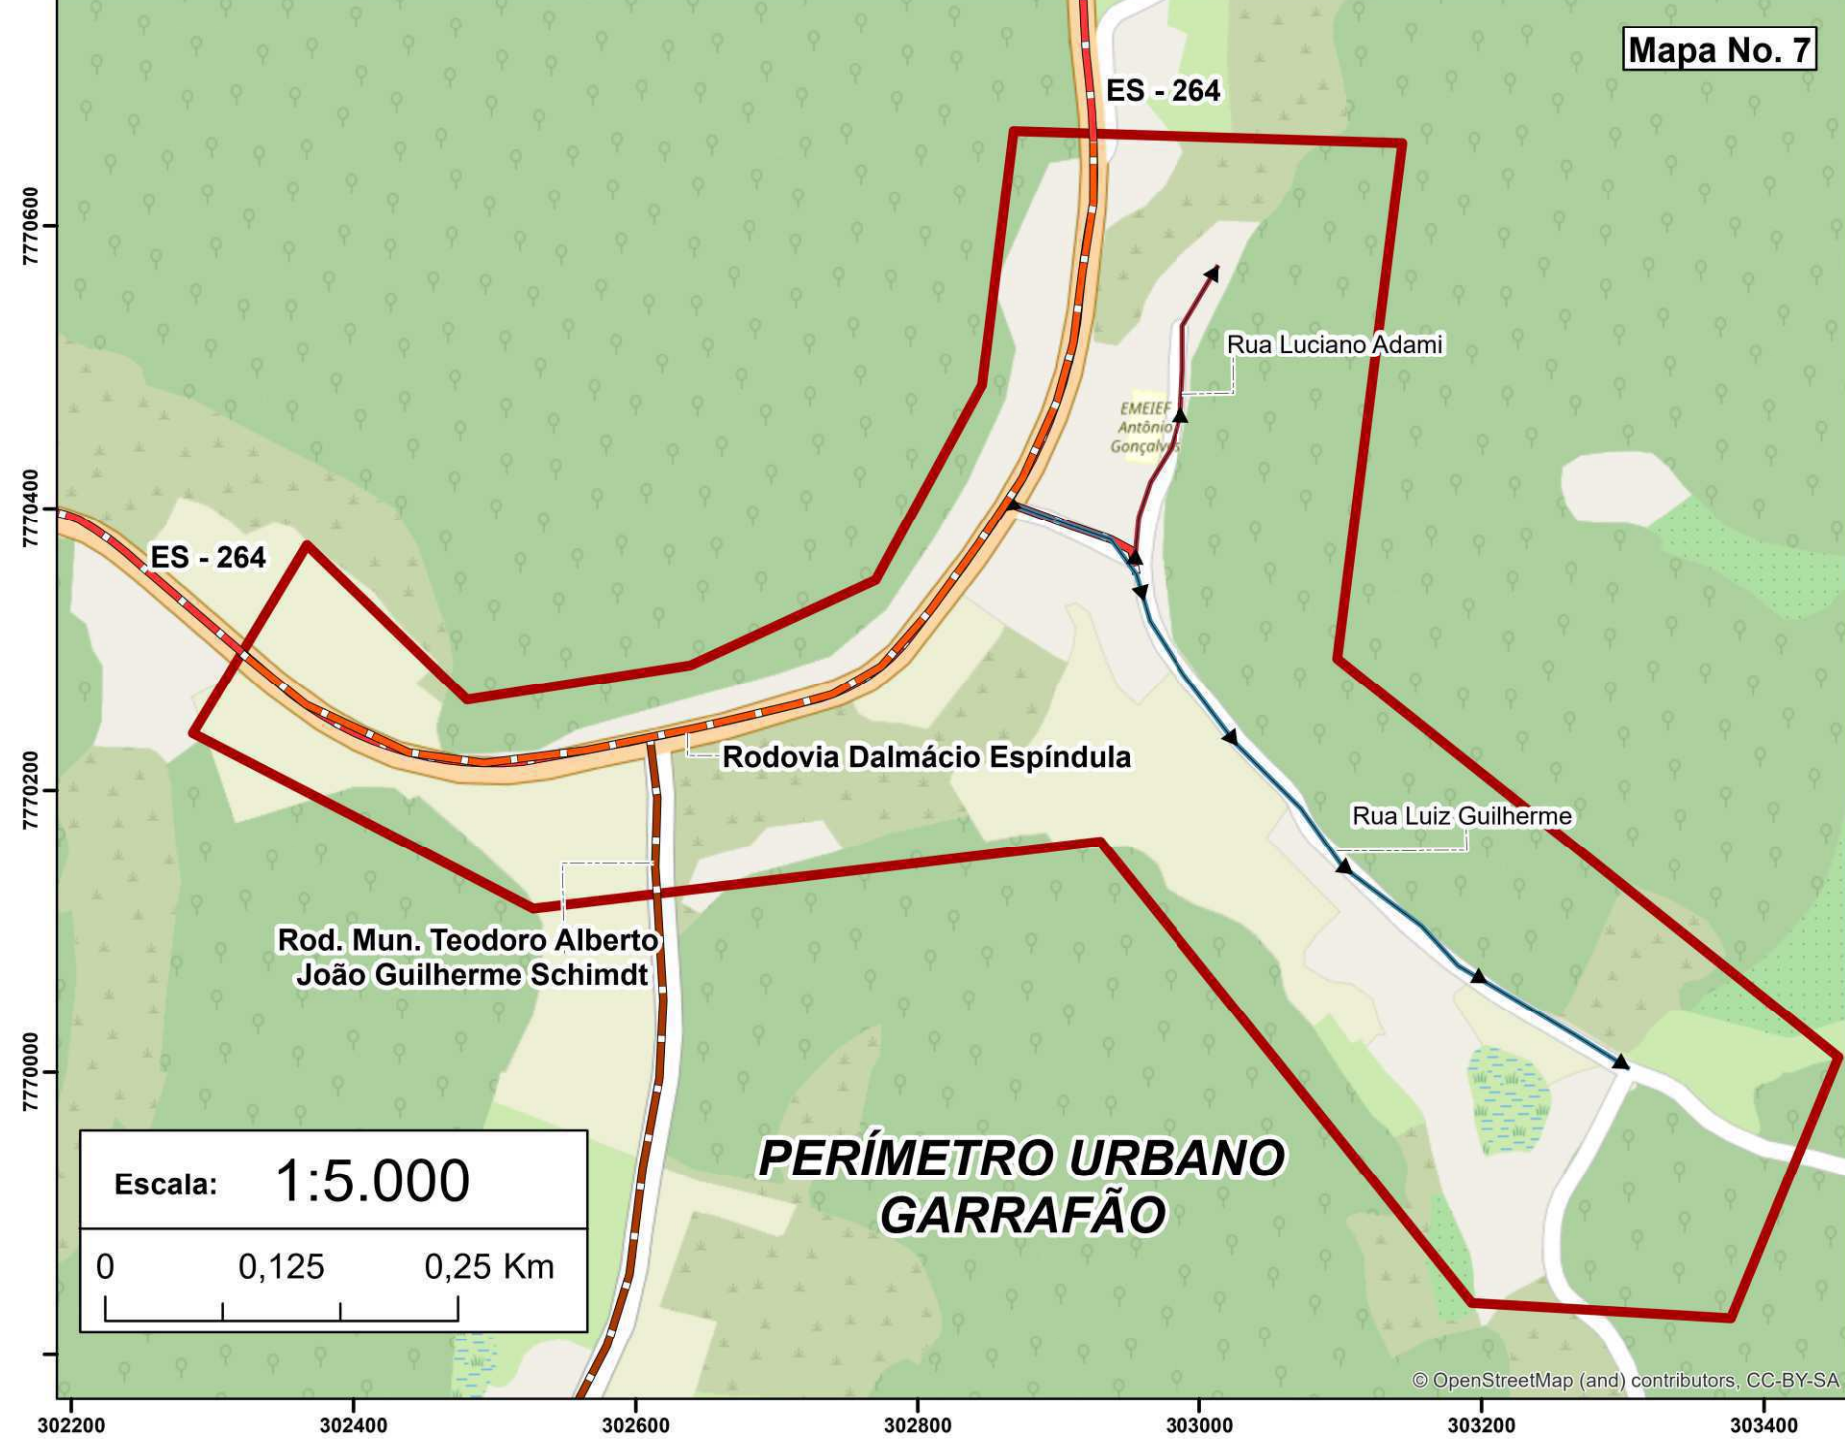 Mapa No. 7
ES - 264
7770600
Rua Luciano Adami
EMEIEF
Antônio
Gonçalves
7770400
ES - 264
Rodovia Dalmácio Espíndula
7770200
Rua Luiz Guilherme
Rod. Mun. Teodoro Alberto
João Guilherme Schimdt
7770000
PERÍMETRO URBANO
GARRAFÃO
Escala: 1:5.000
0 0,125 0,25 Km
© OpenStreetMap (and) contributors, CC-BY-SA
302200 302400 302600 302800 303000 303200 303400